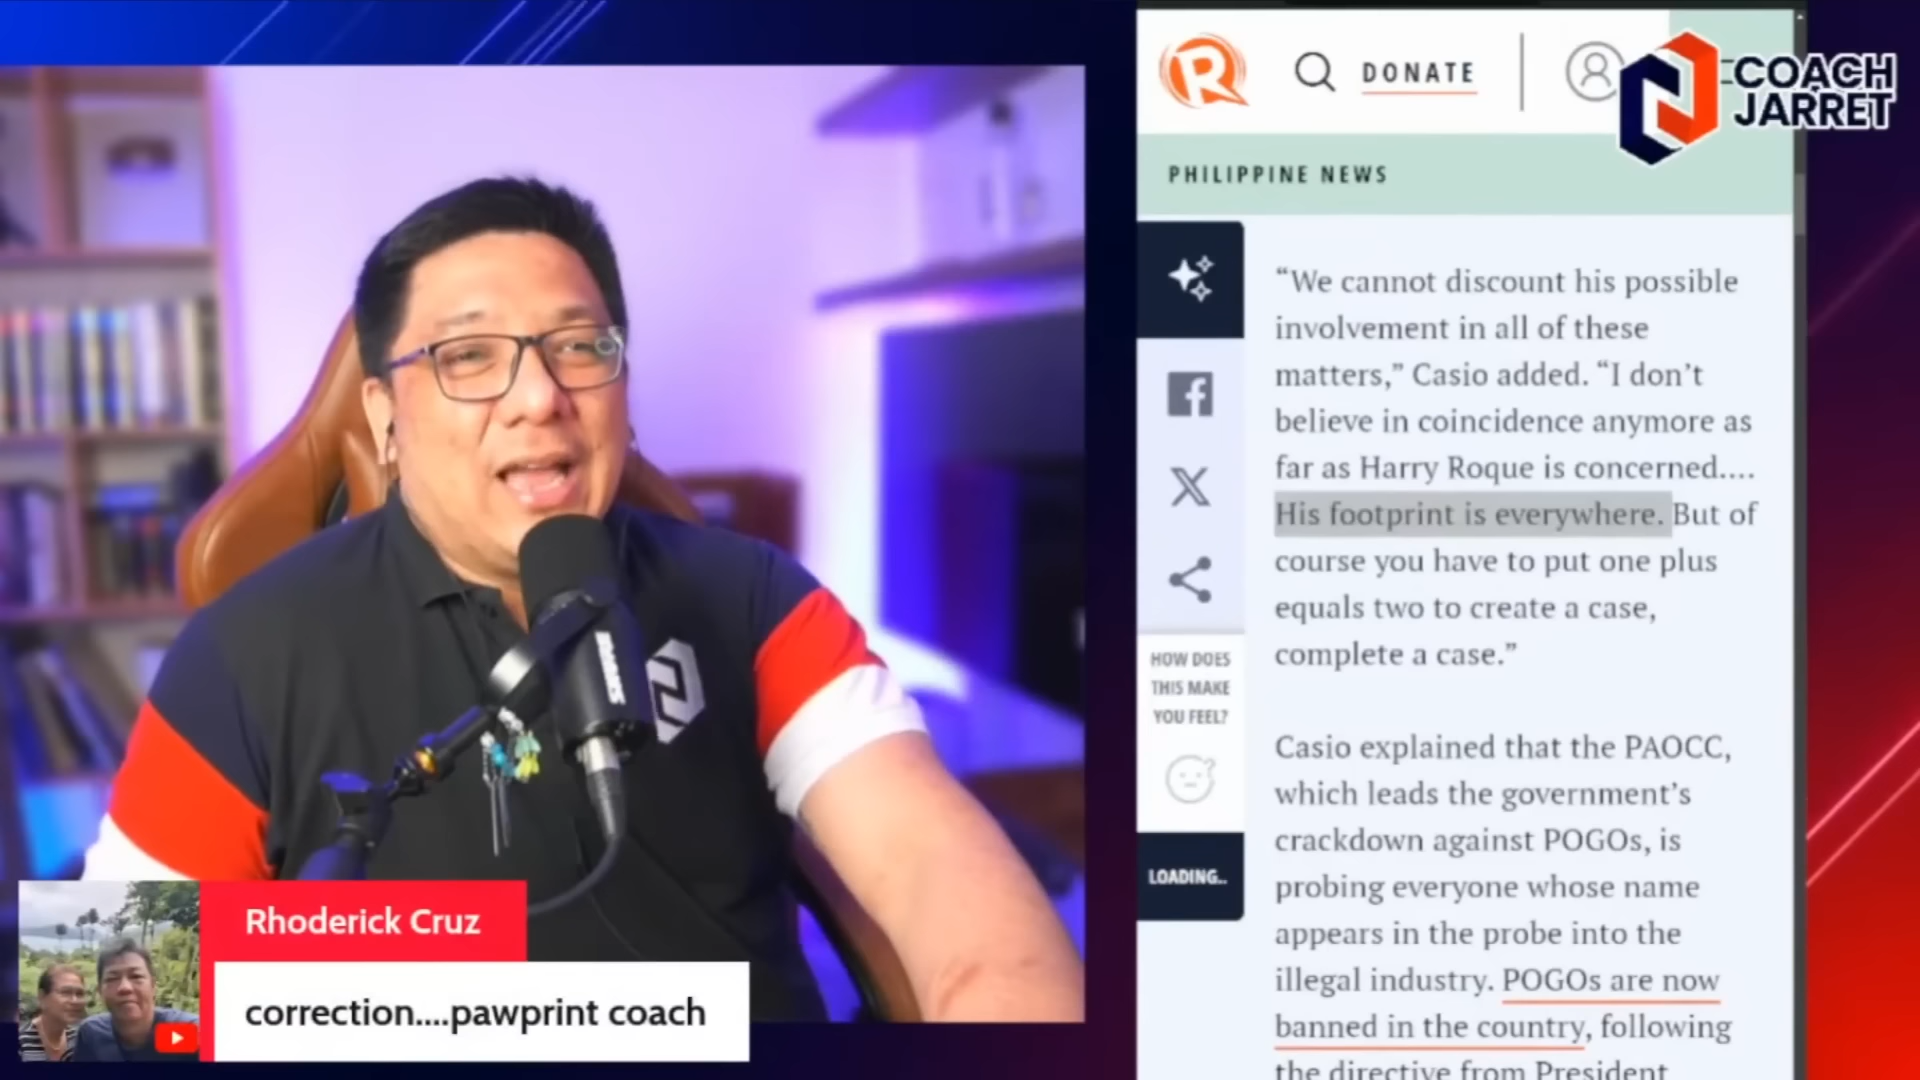 DONATE
COACH
JARRET
PHILIPPINE NEWS
“We cannot discount his possible
involvement in all of these
matters,” Casio added. “I don’t
believe in coincidence anymore as
far as Harry Roque is concerned....
His footprint is everywhere. But of
course you have to put one plus
equals two to create a case,
complete a case.”
HOW DOES
THIS MAKE
YOU FEEL?
LOADING..
Casio explained that the PAOCC,
which leads the government’s
crackdown against POGOs, is
probing everyone whose name
appears in the probe into the
illegal industry. POGOs are now
banned in the country, following
the directive from President
Rhoderick Cruz
correction....pawprint coach